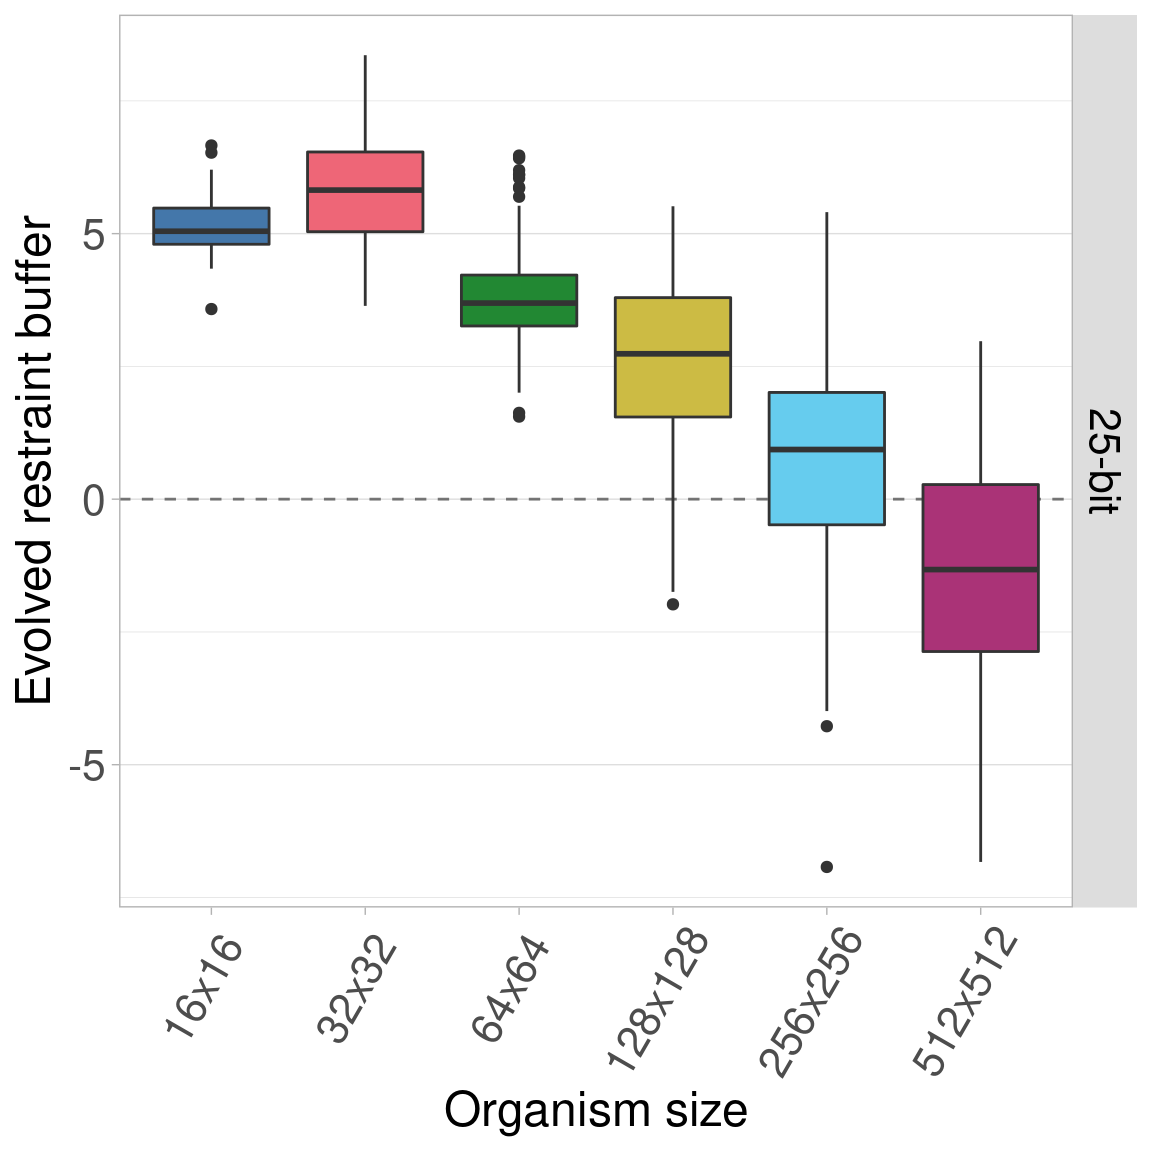 Evolved restraint buffer
5
0
-5
25-bit
16x16
32x32
64x64
128x128
256x256
512x512
Organism size